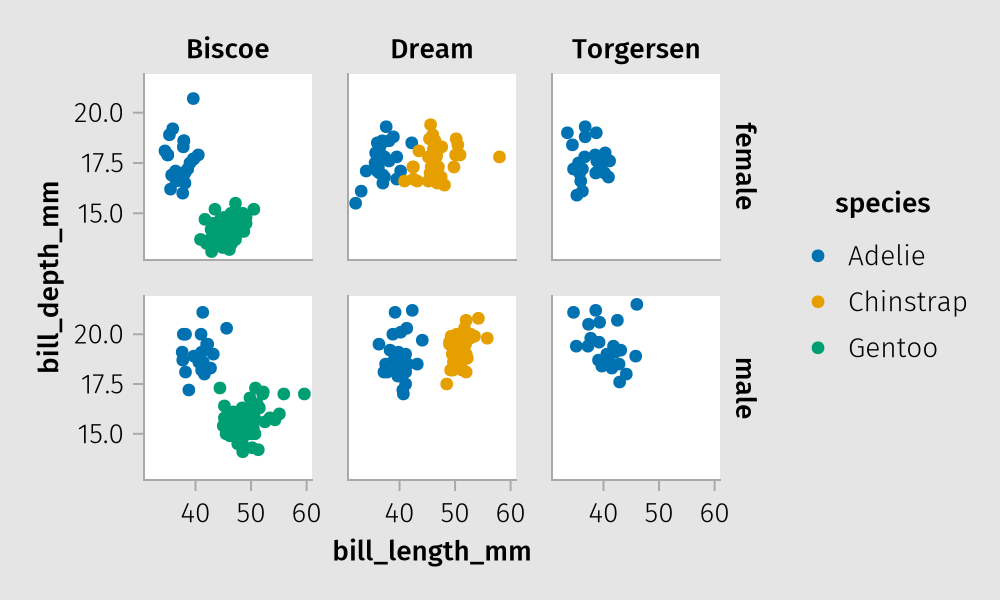 Biscoe Dream Torgersen
20.0
17.5
15.0
female
20.0
17.5
15.0
male
bill_depth_mm
40 50 60 40 50 60 40 50 60
bill_length_mm
species
Adelie
Chinstrap
Gentoo